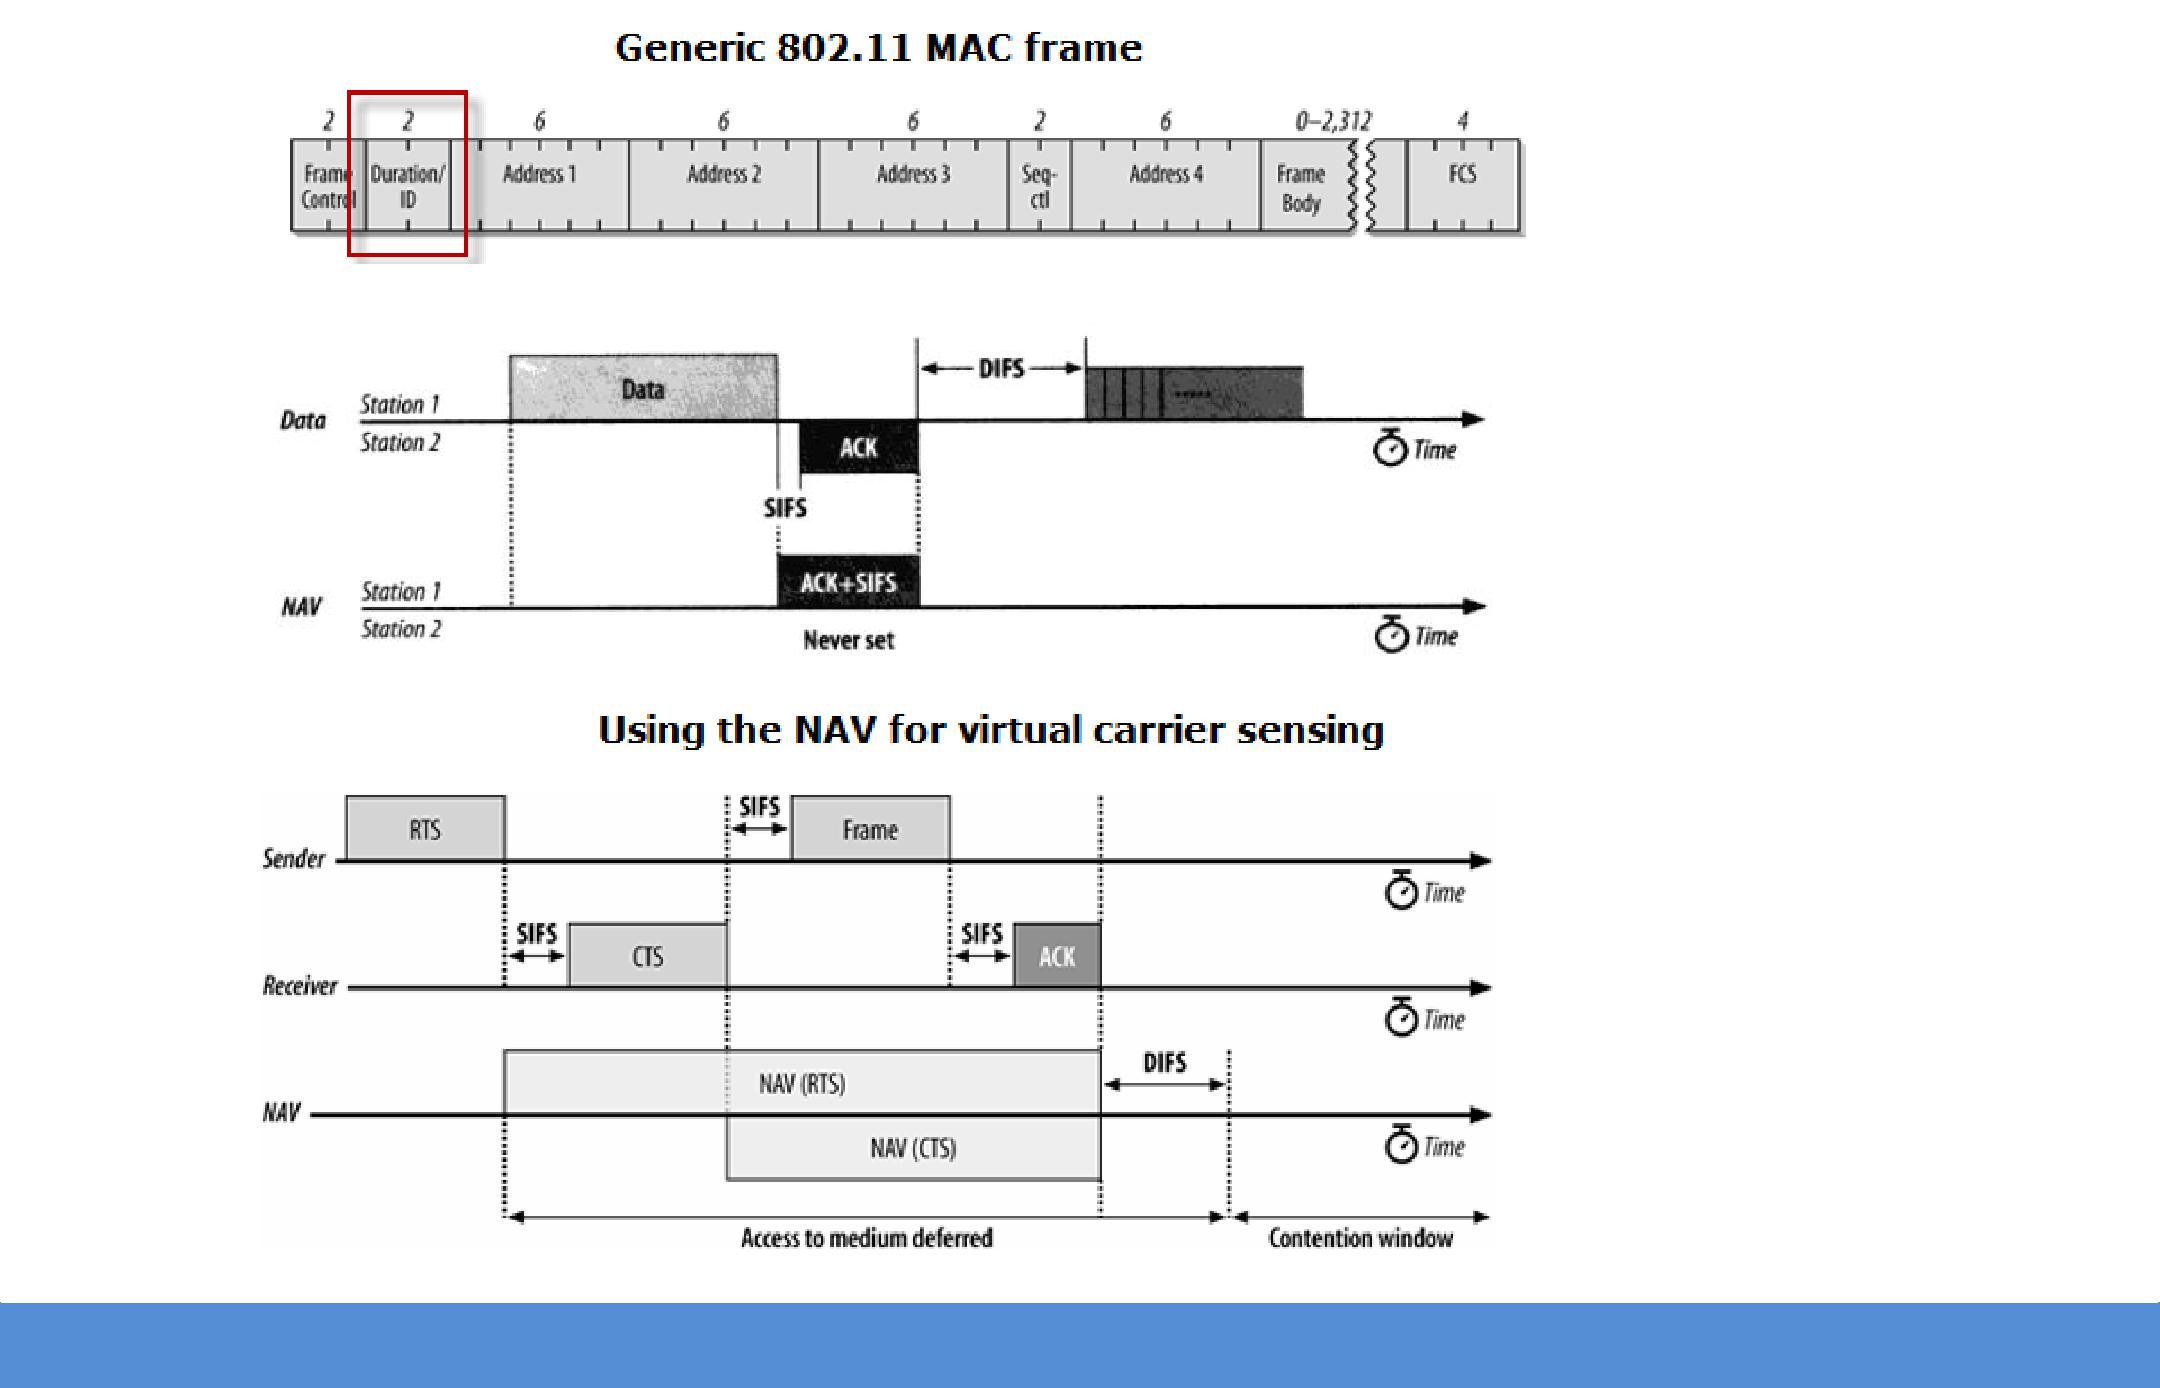 Generic 802.11 MAC frame
2 2 6 6 6 2 6 0–2,312 4
Frame Control
Duration/ ID
Address 1
Address 2
Address 3
Seq- ctl
Address 4
Frame Body
FCS
DIFS
Data
Station 1
Data
Station 2
ACK
Time
SIFS
ACK+SIFS
Station 1
NAV
Station 2
Never set
Time
Using the NAV for virtual carrier sensing
SIFS
RTS
Frame
Sender
Time
SIFS
SIFS
CTS
ACK
Receiver
Time
DIFS
NAV (RTS)
NAV
NAV (CTS)
Time
Access to medium deferred
Contention window